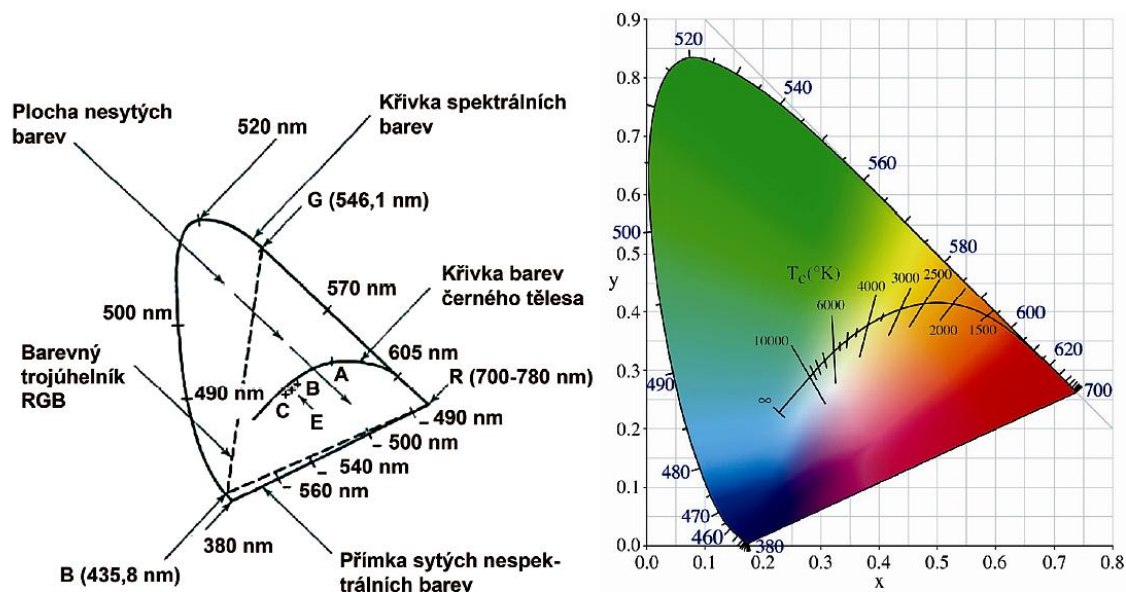 Plocha nesytých
barev
520 nm
Křivka spektrálních
barev
G (546,1 nm)
Křivka barev
černého tělesa
570 nm
500 nm
605 nm
R (700-780 nm)
Barevný
trojúhelník
RGB
490 nm
A
B
C
E
490 nm
500 nm
540 nm
560 nm
380 nm
B (435,8 nm)
Přímka sytých nespek-
trálních barev
0.9
0.8
0.7
0.6
0.5
y
0.4
0.3
0.2
0.1
0.0
520
540
560
500
580
600
620
700
490
480
470
460
380
Tc(°K)
∞
10000
6000
4000
3000
2500
2000
1500
0.0
0.1
0.2
0.3
0.4
0.5
0.6
0.7
0.8
x